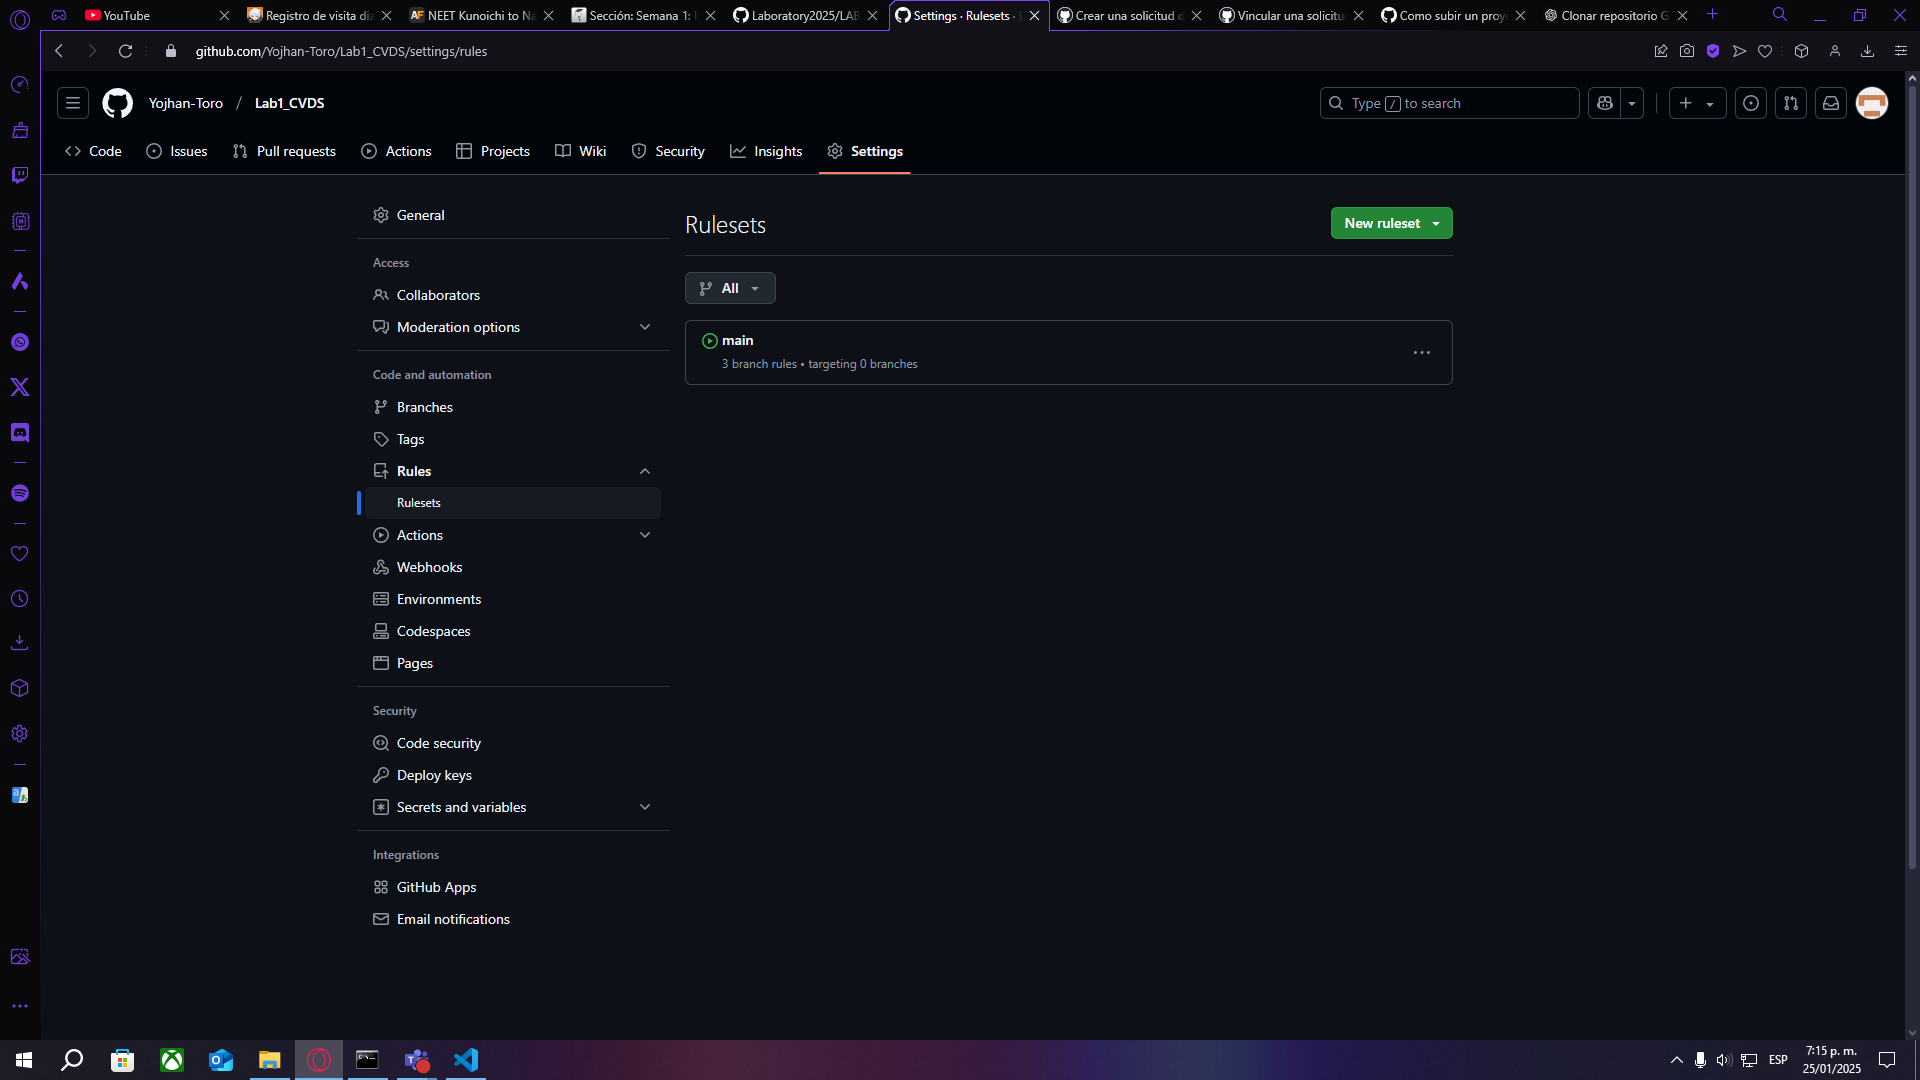 YouTube
Registro de visita dia
AF NEET Kunoichi to Na
Sección: Semana 1:
Laboratory2025/LAB
Settings · Rulesets ·
Crear una solicitud d
Vincular una solicitu
Como subir un proye
Clonar repositorio G
github.com/Yojhan-Toro/Lab1_CVDS/settings/rules
Yojhan-Toro / Lab1_CVDS
Type / to search
Code
Issues
Pull requests
Actions
Projects
Wiki
Security
Insights
Settings
General
Access
Collaborators
Moderation options
Code and automation
Branches
Tags
Rules
Rulesets
Actions
Webhooks
Environments
Codespaces
Pages
Security
Code security
Deploy keys
Secrets and variables
Integrations
GitHub Apps
Email notifications
Rulesets
New ruleset
All
main
3 branch rules • targeting 0 branches
ESP
7:15 p. m.
25/01/2025